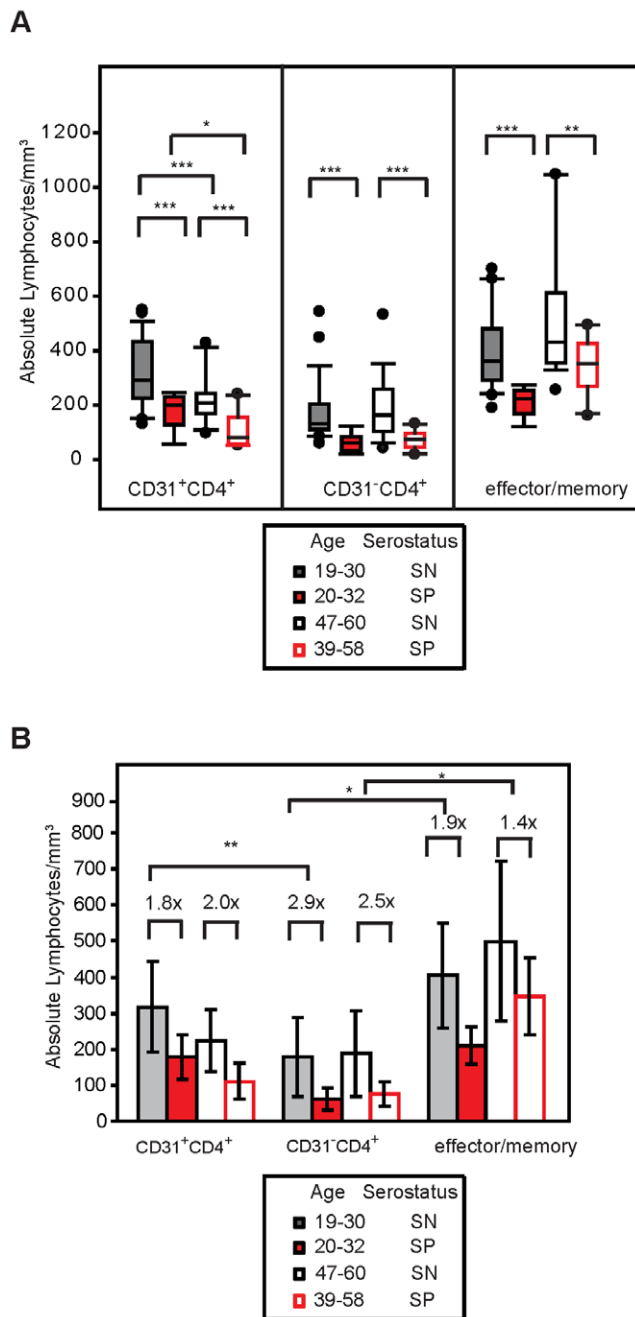 A
Absolute Lymphocytes/mm³
1200
1000
800
600
400
200
0
*
***
***
***
***
***
***
**
CD31⁺CD4⁺
CD31⁻CD4⁺
effector/memory
Age Serostatus
19-30 SN
20-32 SP
47-60 SN
39-58 SP
B
Absolute Lymphocytes/mm³
900
800
700
600
500
400
300
200
100
0
*
*
**
1.9x
1.4x
1.8x
2.0x
2.9x
2.5x
CD31⁺CD4⁺
CD31⁻CD4⁺
effector/memory
Age Serostatus
19-30 SN
20-32 SP
47-60 SN
39-58 SP